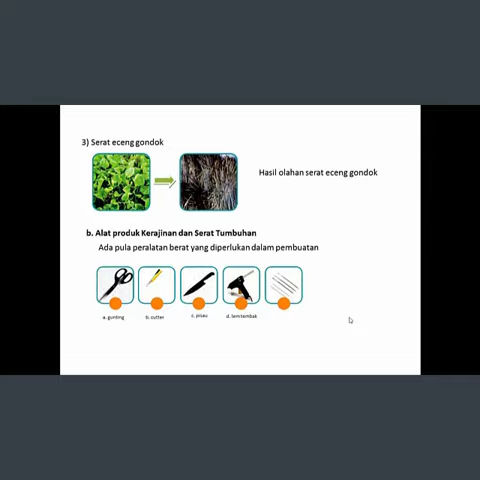 3) Serat eceng gondok
Hasil olahan serat eceng gondok
b. Alat produk Kerajinan dan Serat Tumbuhan
Ada pula peralatan berat yang diperlukan dalam pembuatan
a. gunting
b. cutter
c. pisau
d. lem tembak